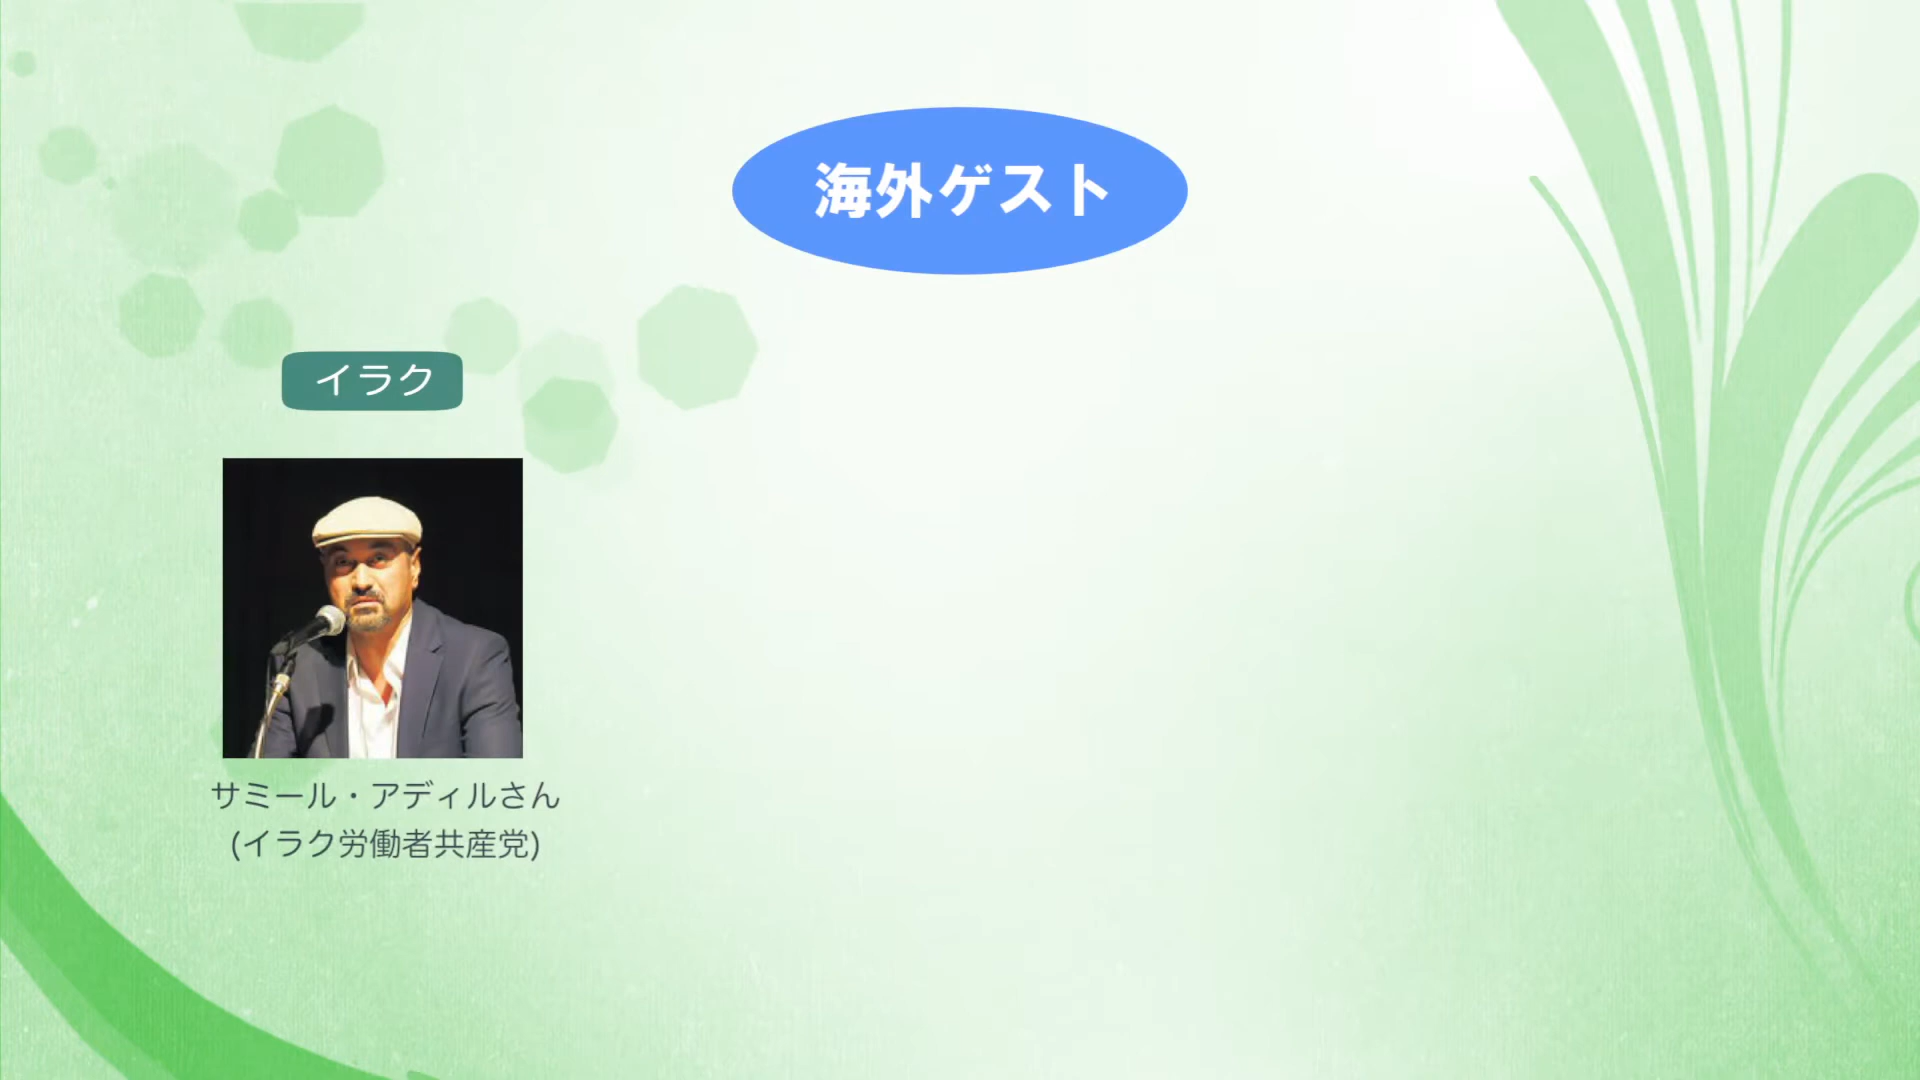 海外ゲスト
イラク
サミール・アディルさん
(イラク労働者共産党)